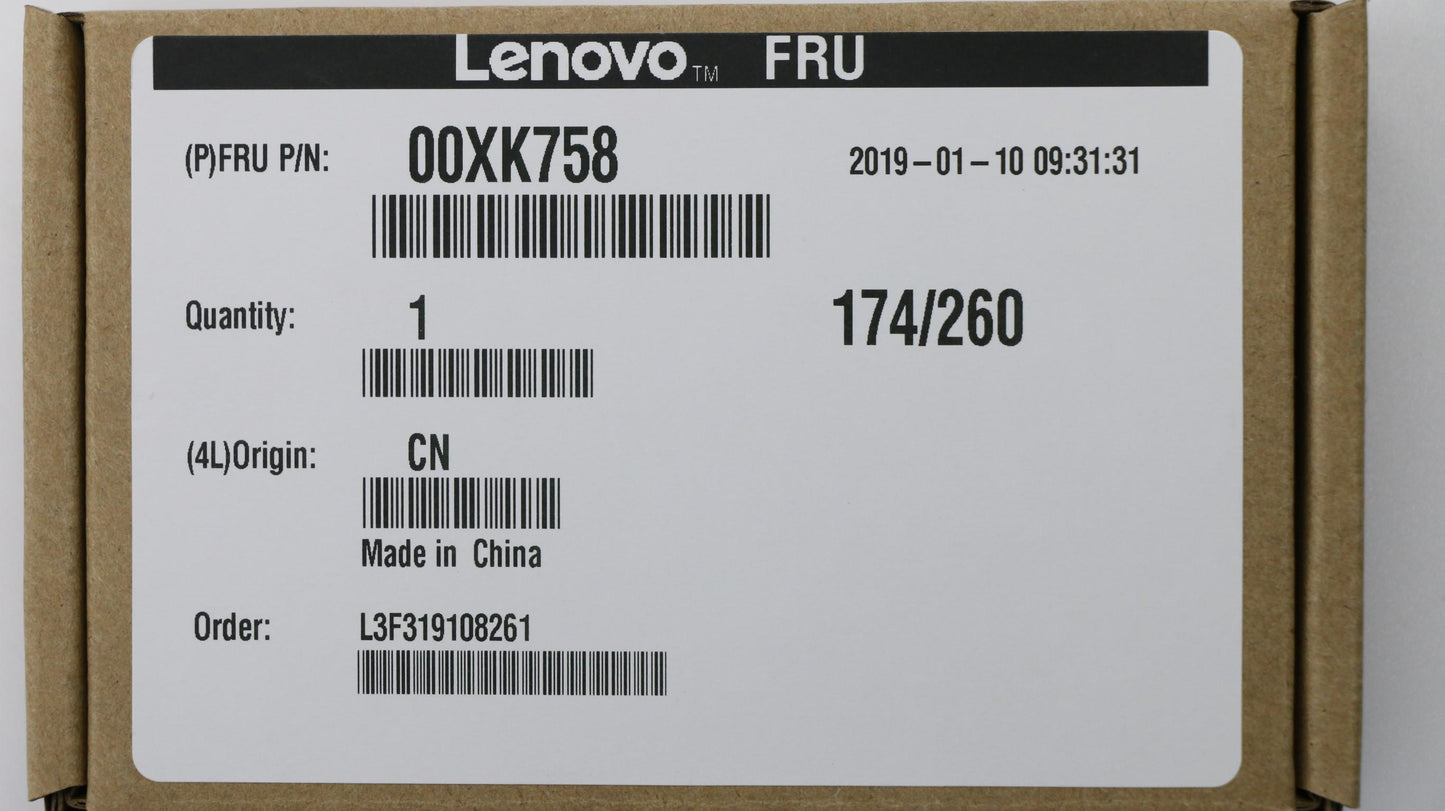 Lenovo™ FRU
(P)FRU P/N: 00XK758 2019-01-10 09:31:31
Quantity: 1 174/260
(4L)Origin: CN
Made in China
Order: L3F319108261